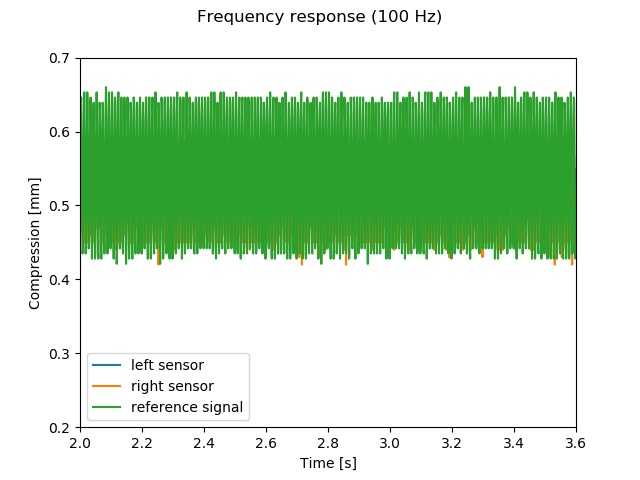 Frequency response (100 Hz)
0.7
0.6
0.5
0.4
0.3
0.2
Compression [mm]
left sensor
right sensor
reference signal
2.0 2.2 2.4 2.6 2.8 3.0 3.2 3.4 3.6
Time [s]